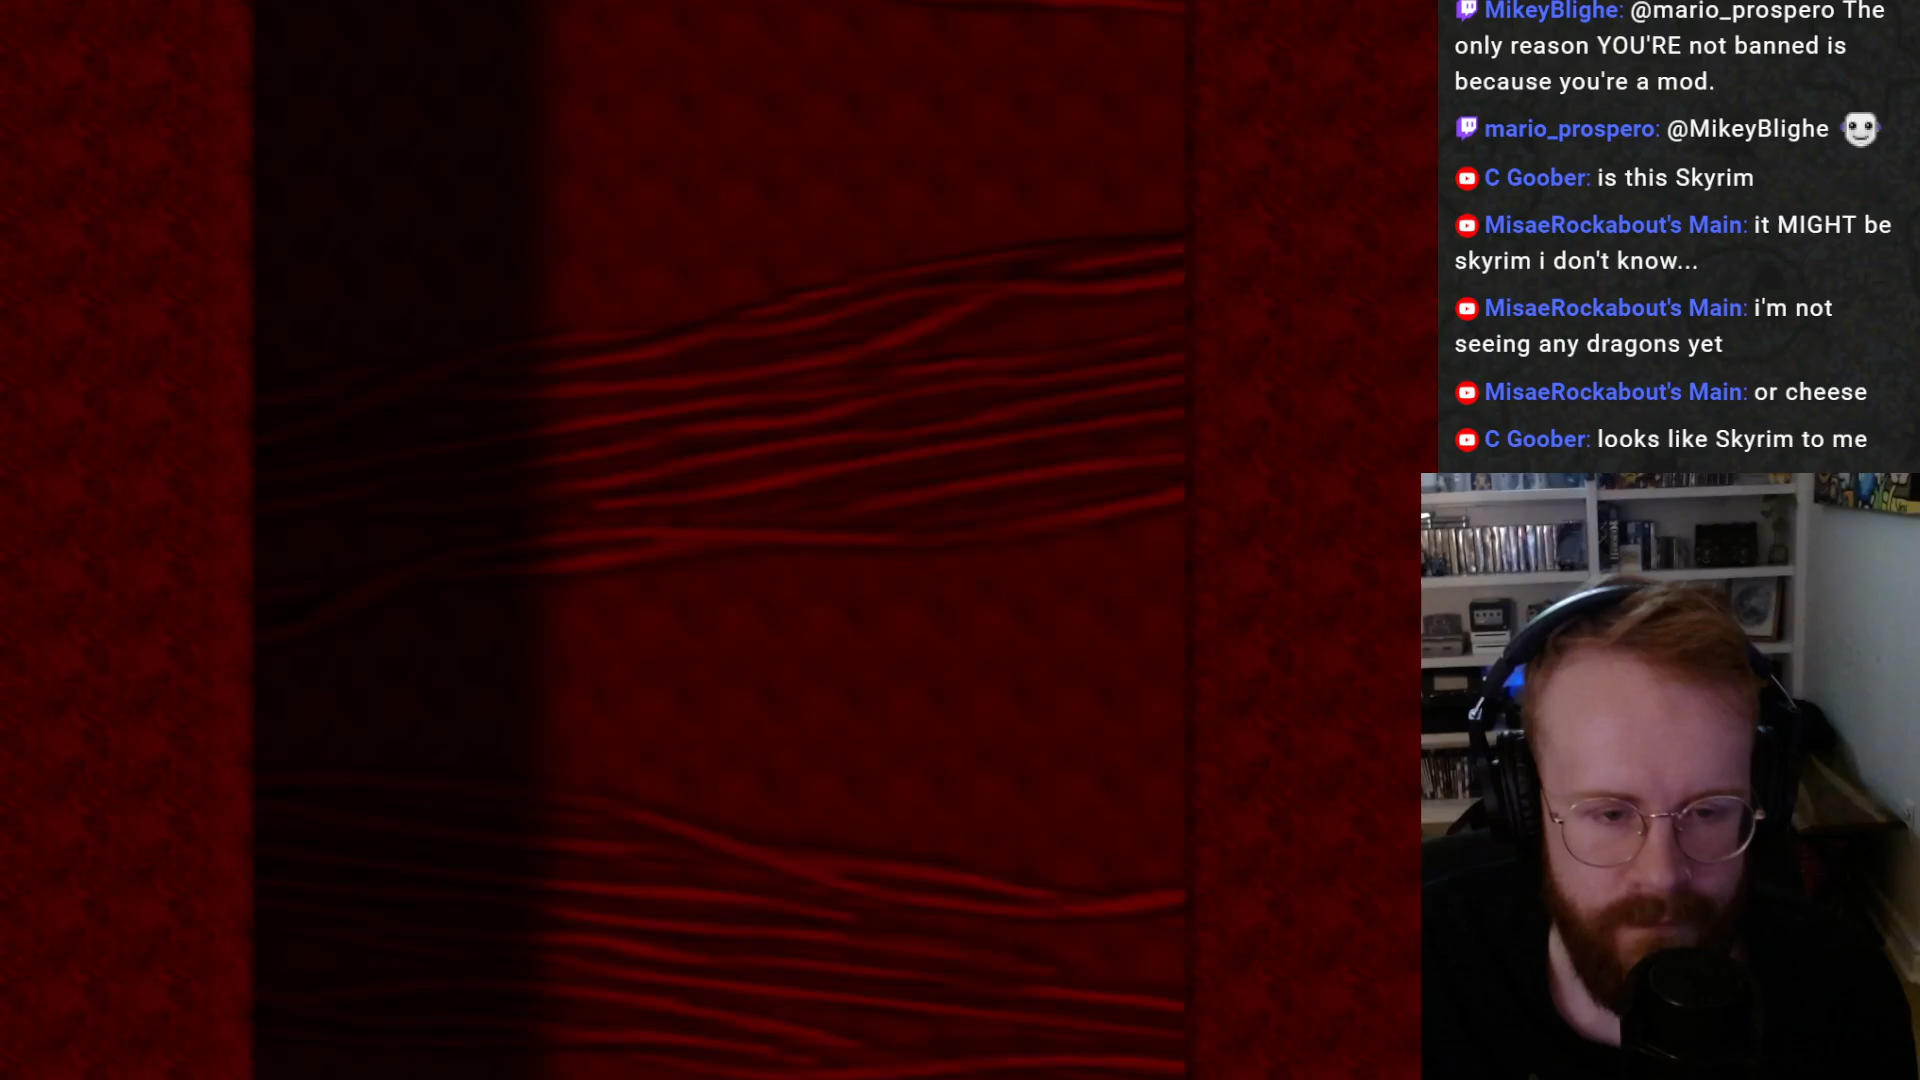 MikeyBlighe: @mario_prospero The
only reason YOU'RE not banned is
because you're a mod.
mario_prospero: @MikeyBlighe
C Goober: is this Skyrim
MisaeRockabout's Main: it MIGHT be
skyrim i don't know...
MisaeRockabout's Main: i'm not
seeing any dragons yet
MisaeRockabout's Main: or cheese
C Goober: looks like Skyrim to me